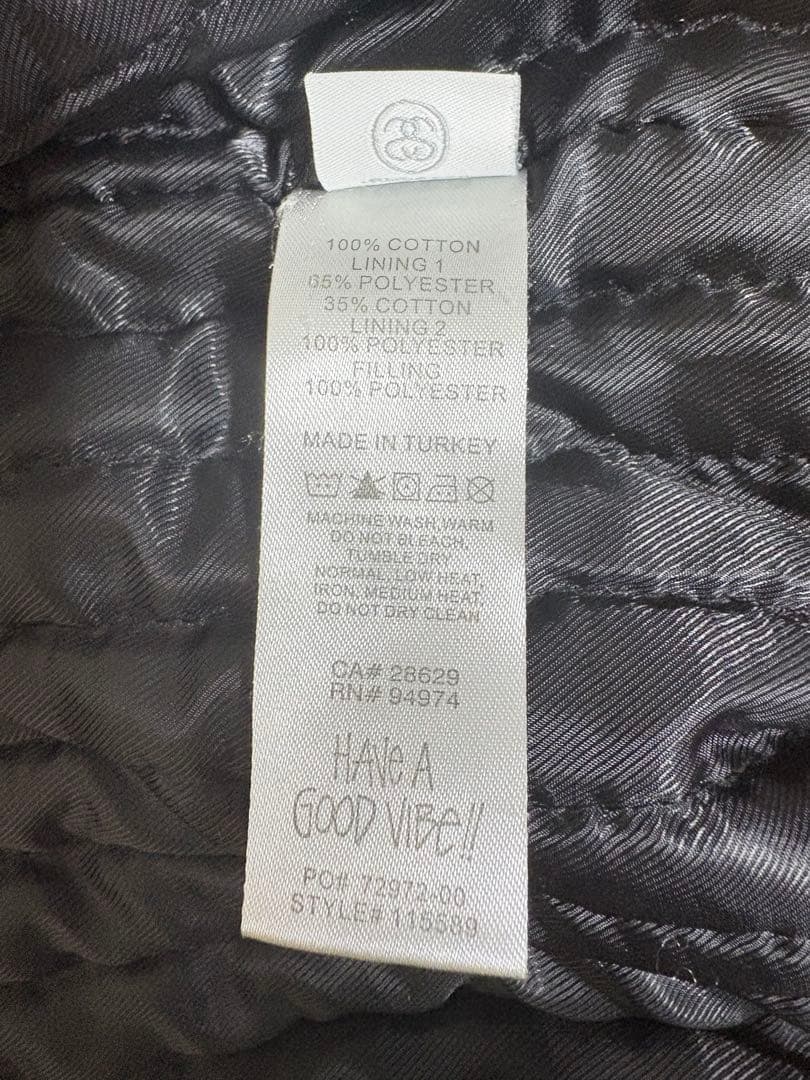 100% COTTON
LINING 1
65% POLYESTER
35% COTTON
LINING 2
100% POLYESTER
FILLING
100% POLYESTER
MADE IN TURKEY
MACHINE WASH, WARM
DO NOT BLEACH,
TUMBLE DRY
NORMAL, LOW HEAT,
IRON, MEDIUM HEAT,
DO NOT DRY CLEAN
CA# 28629
RN# 94974
HAVE A
GOOD VIBE!!
PO# 72972-00
STYLE# 115589